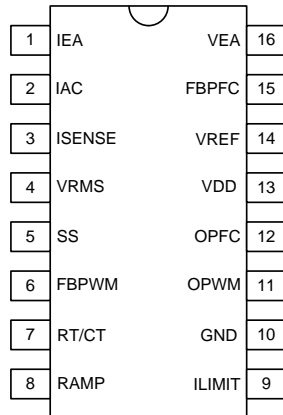 1 IEA VEA 16
2 IAC FBPFC 15
3 ISENSE VREF 14
4 VRMS VDD 13
5 SS OPFC 12
6 FBPWM OPWM 11
7 RT/CT GND 10
8 RAMP ILIMIT 9